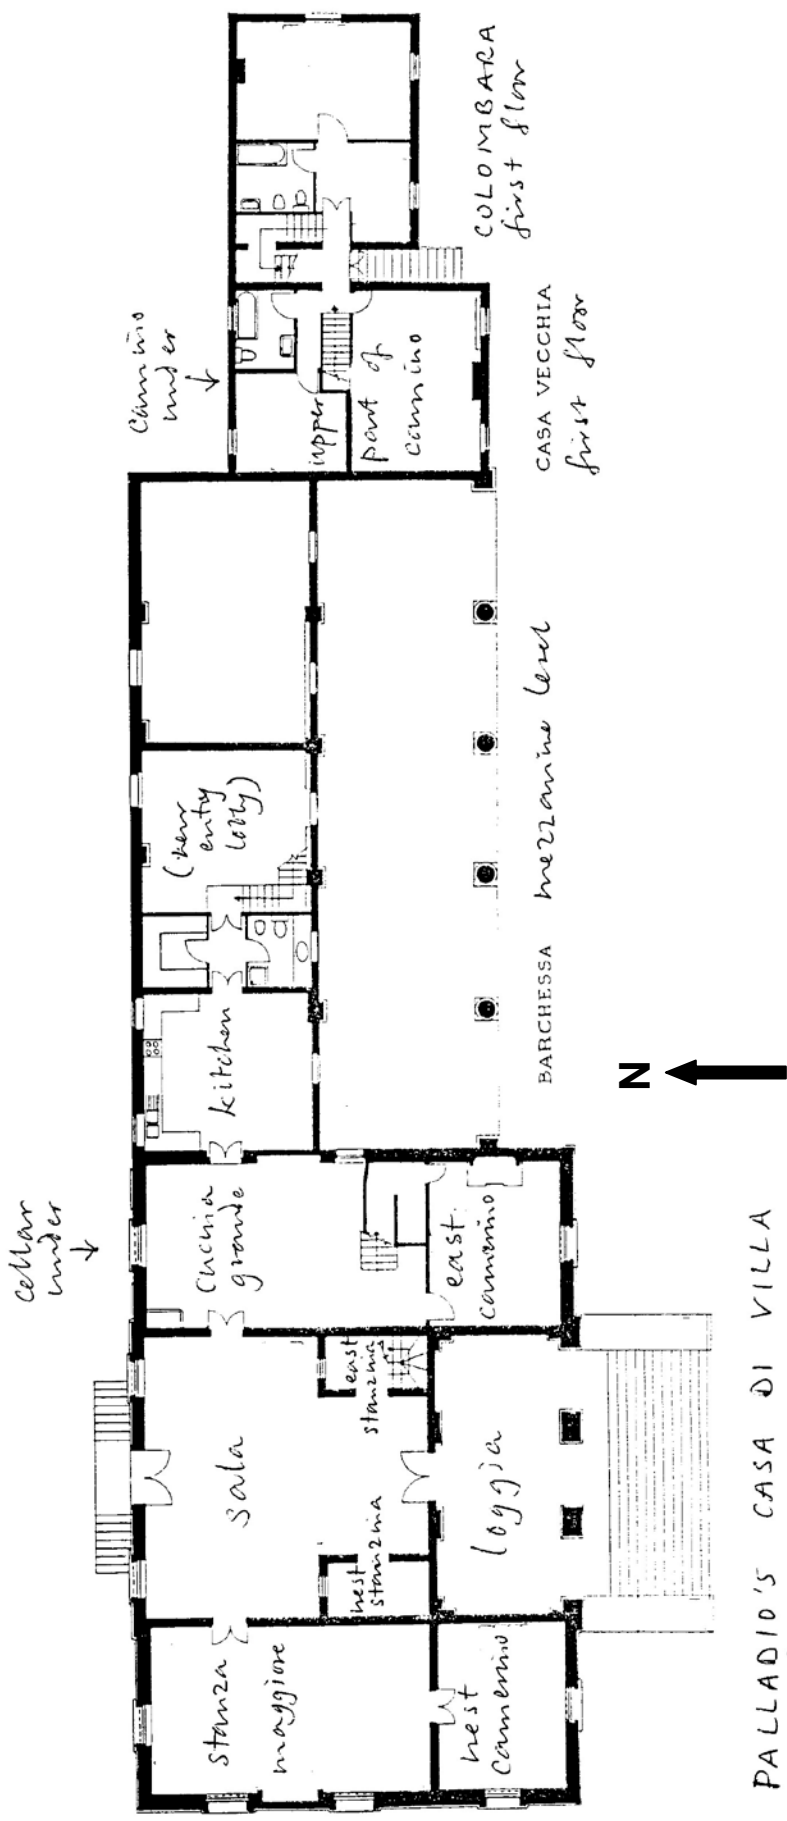 cellar
under
Camino
under
stanza
maggiore
west
camerino
sala
west
stanzina
east
stanzina
loggia
Cucina
grande
east
camerino
kitchen
(new
entry
lobby)
upper
part of
camino
BARCHESSA mezzanine level
CASA VECCHIA
first floor
COLOMBARA
first floor
N
PALLADIO'S CASA DI VILLA